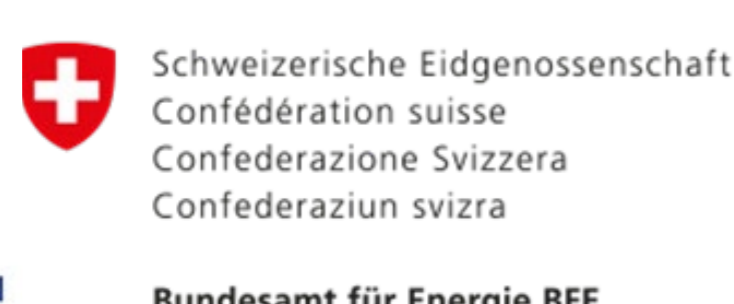 Schweizerische Eidgenossenschaft
Confédération suisse
Confederazione Svizzera
Confederaziun svizra
Bundesamt für Energie BFE